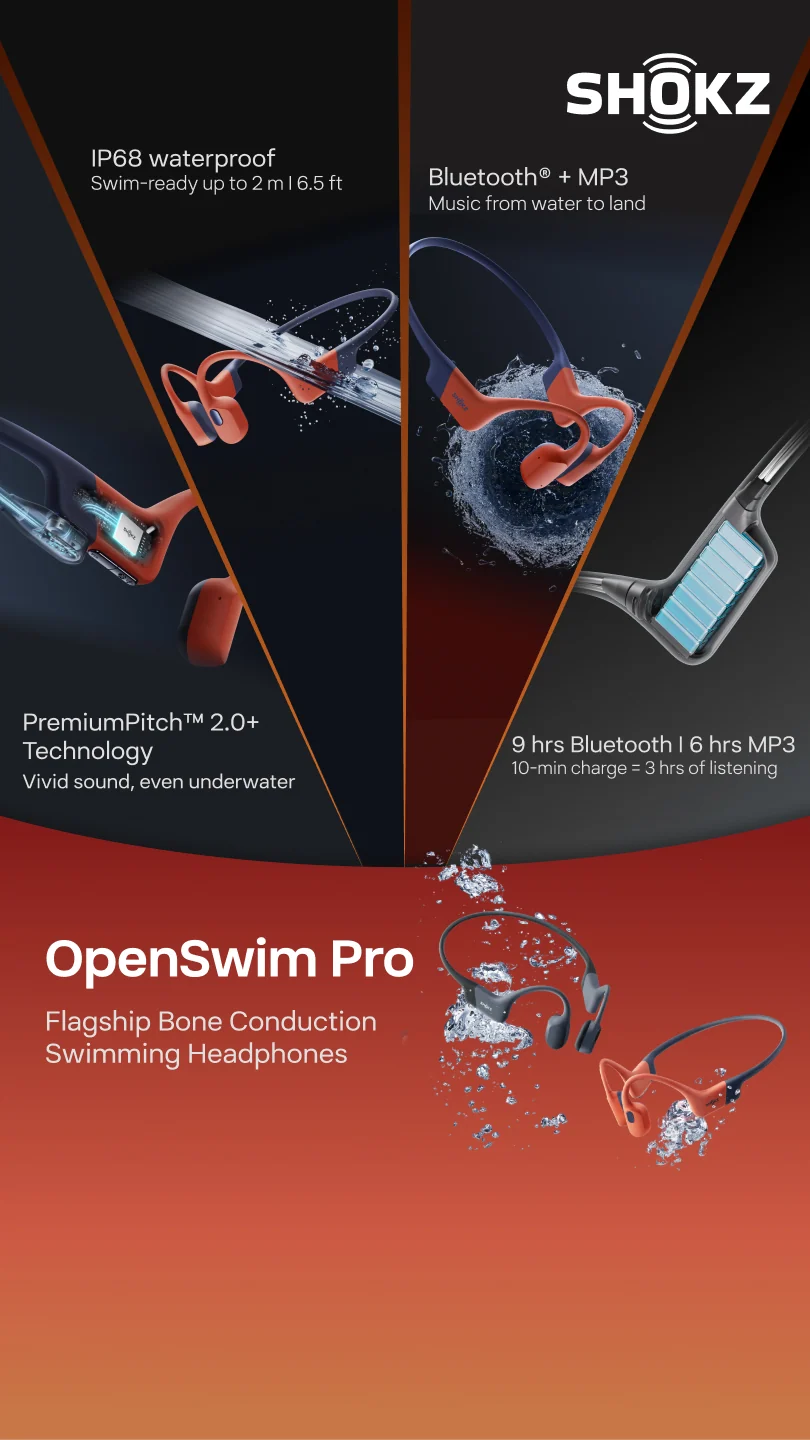 SHOKZ
IP68 waterproof
Swim-ready up to 2 m I 6.5 ft
Bluetooth® + MP3
Music from water to land
PremiumPitch™ 2.0+
Technology
Vivid sound, even underwater
9 hrs Bluetooth I 6 hrs MP3
10-min charge = 3 hrs of listening
OpenSwim Pro
Flagship Bone Conduction
Swimming Headphones